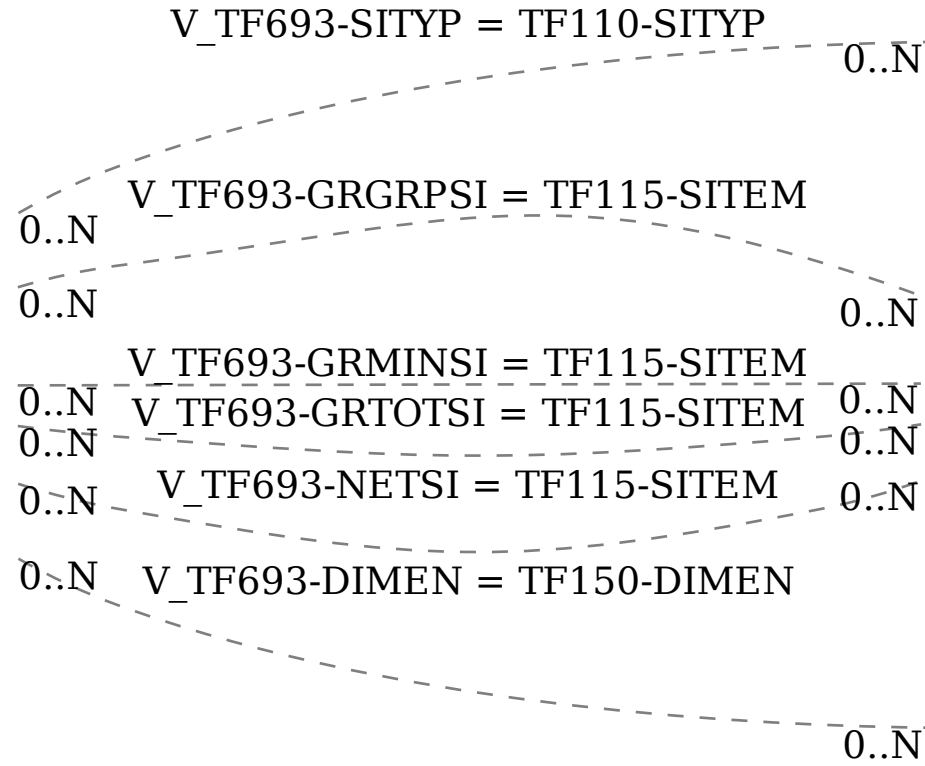 V_TF693-SITYP = TF110-SITYP
0..N
V_TF693-GRGRPSI = TF115-SITEM
0..N
0..N
0..N
V_TF693-GRMINSI = TF115-SITEM
0..N
0..N
V_TF693-GRTOTSI = TF115-SITEM
0..N
0..N
V_TF693-NETSI = TF115-SITEM
0..N
0..N
0..N
V_TF693-DIMEN = TF150-DIMEN
0..N